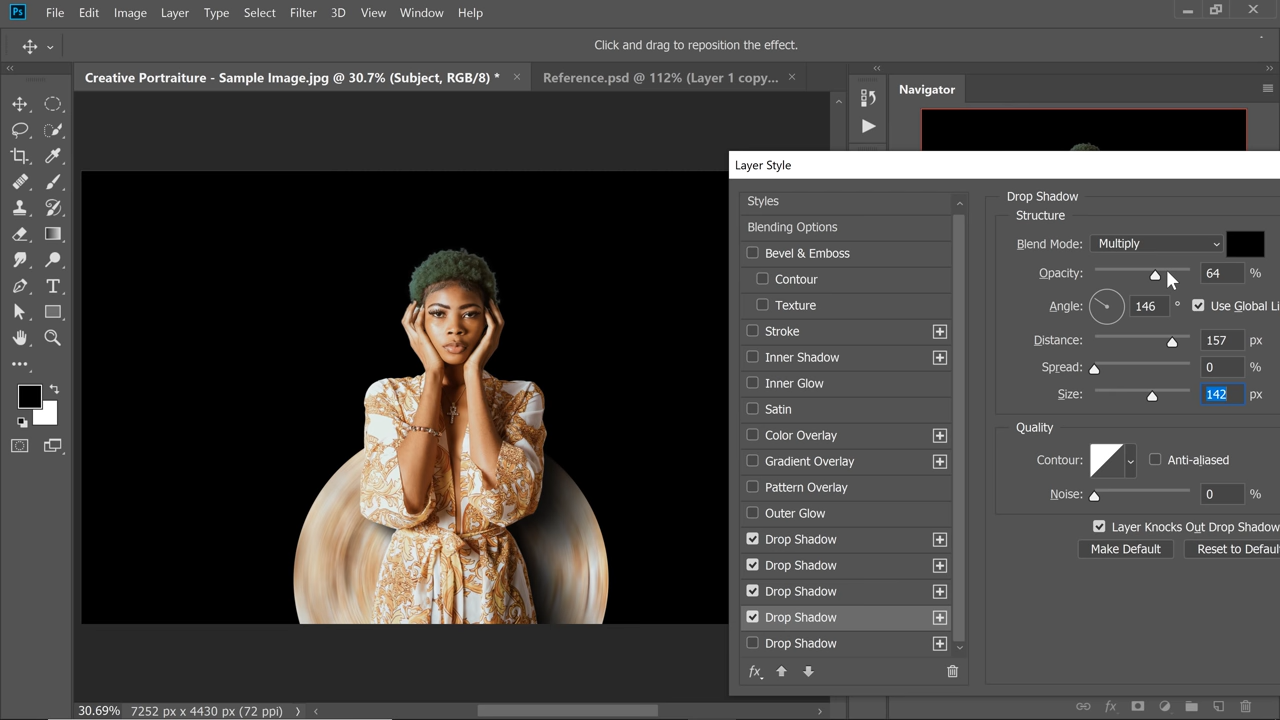 Ps File Edit Image Layer Type Select Filter 3D View Window Help
Click and drag to reposition the effect.
Creative Portraiture - Sample Image.jpg @ 30.7% (Subject, RGB/8) * × Reference.psd @ 112% (Layer 1 copy... ×
Navigator
Layer Style
Styles
Blending Options
Bevel & Emboss
Contour
Texture
Stroke
Inner Shadow
Inner Glow
Satin
Color Overlay
Gradient Overlay
Pattern Overlay
Outer Glow
Drop Shadow
Drop Shadow
Drop Shadow
Drop Shadow
Drop Shadow
fx
Drop Shadow
Structure
Blend Mode: Multiply
Opacity: 64 %
Angle: 146 ° Use Global Li
Distance: 157 px
Spread: 0 %
Size: 142 px
Quality
Contour: Anti-aliased
Noise: 0 %
Layer Knocks Out Drop Shadow
Make Default Reset to Defaul
30.69% 7252 px x 4430 px (72 ppi)
fx